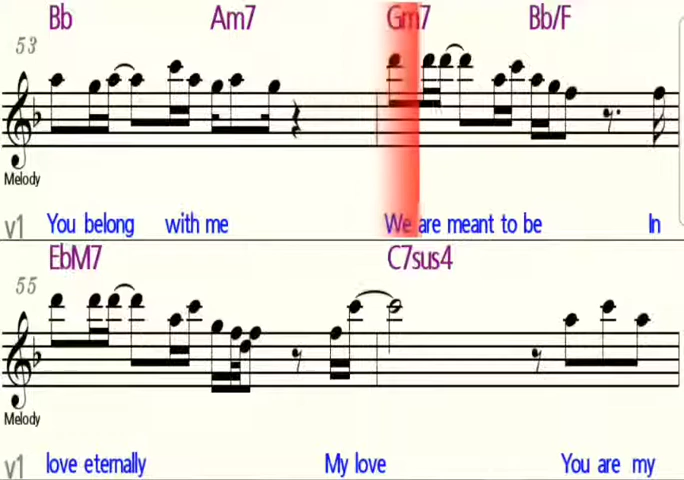 Bb Am7 Gm7 Bb/F
53
Melody
v1 You belong with me We are meant to be In
EbM7 C7sus4
55
Melody
v1 love eternally My love You are my